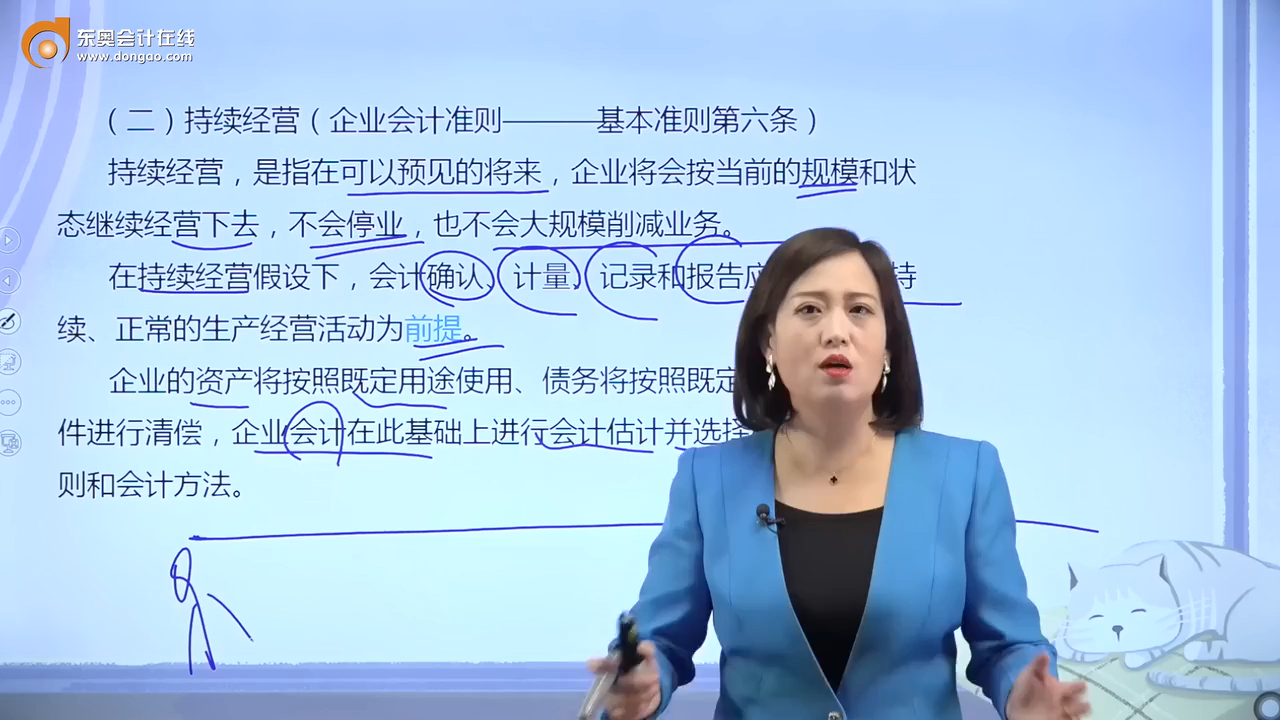 东奥会计在线
www.dongao.com
（二）持续经营（企业会计准则———基本准则第六条）
持续经营，是指在可以预见的将来，企业将会按当前的规模和状
态继续经营下去，不会停业，也不会大规模削减业务。
在持续经营假设下，会计确认、计量、记录和报告应 持
续、正常的生产经营活动为前提。
企业的资产将按照既定用途使用、债务将按照既定
件进行清偿，企业会计在此基础上进行会计估计并选择
则和会计方法。